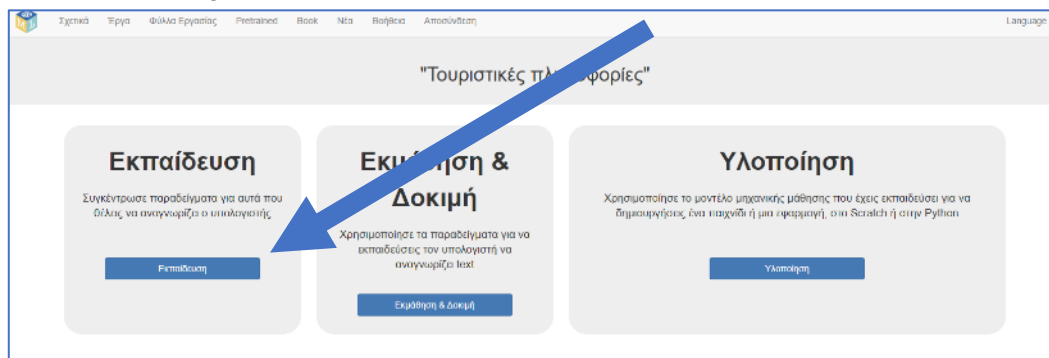 Σχετικά Έργα Φύλλα Εργασίας Pretrained Book Νέα Βοήθεια Αποσύνδεση Language
"Τουριστικές
Εκπαίδευση
Συγκέντρωσε παραδείγματα για αυτά που
θέλεις να αναγνωρίζει ο υπολογιστής
Εκπαίδευση
&
Δοκιμή
Χρησιμοποίησε τα παραδείγματα για να
εκπαιδεύσεις τον υπολογιστή να
αναγνωρίζει text
Εκμάθηση & Δοκιμή
Υλοποίηση
Χρησιμοποίησε το μοντέλο μηχανικής μάθησης που έχεις εκπαιδεύσει για να
δημιουργήσεις ένα παιχνίδι ή μια εφαρμογή, στο Scratch ή στην Python
Υλοποίηση